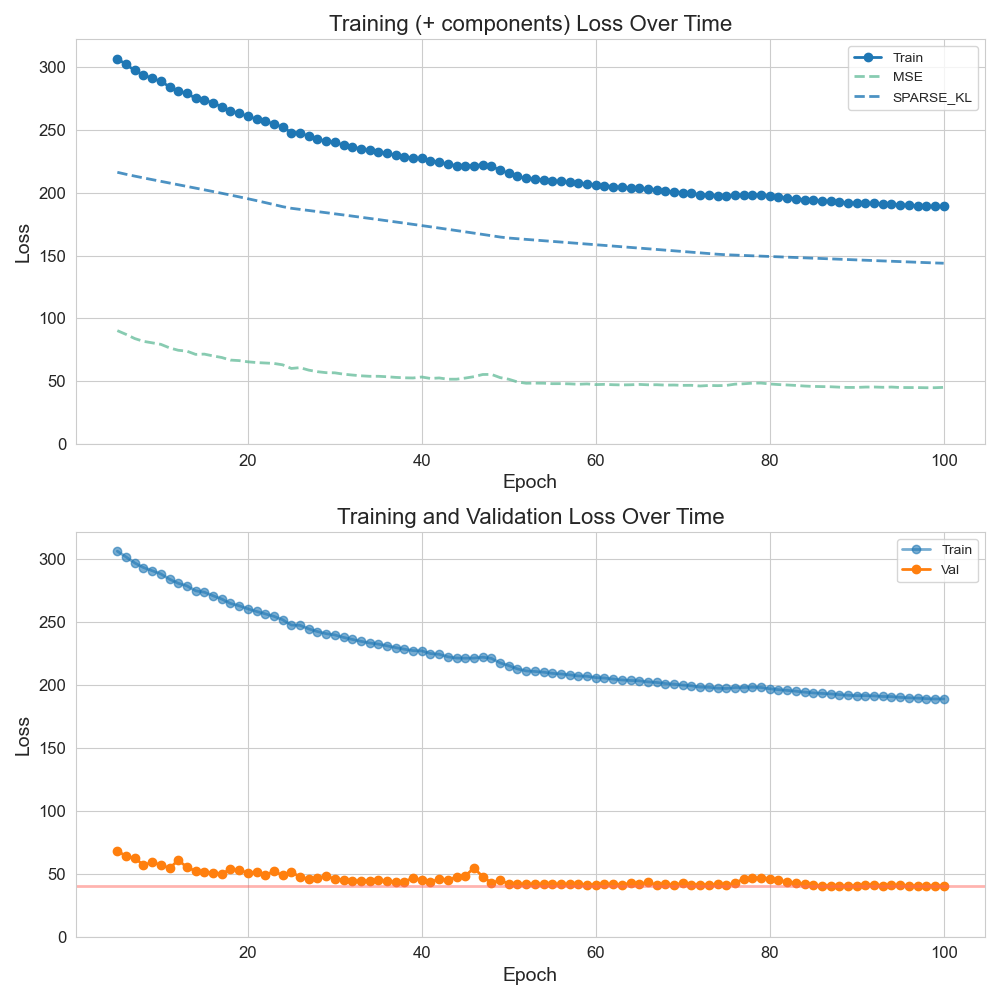 Training (+ components) Loss Over Time
Train
MSE
SPARSE_KL
Loss
300
250
200
150
100
50
0
20 40 60 80 100
Epoch
Training and Validation Loss Over Time
Train
Val
Loss
300
250
200
150
100
50
0
20 40 60 80 100
Epoch